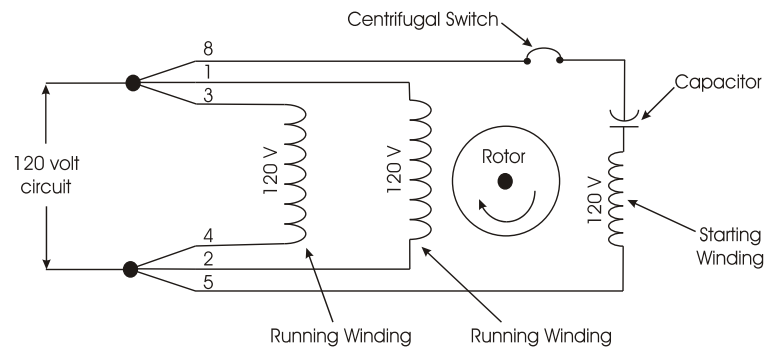 Centrifugal Switch
8
1
3
Capacitor
120 volt
circuit
120 V
120 V
Rotor
120 V
4
2
5
Starting
Winding
Running Winding
Running Winding